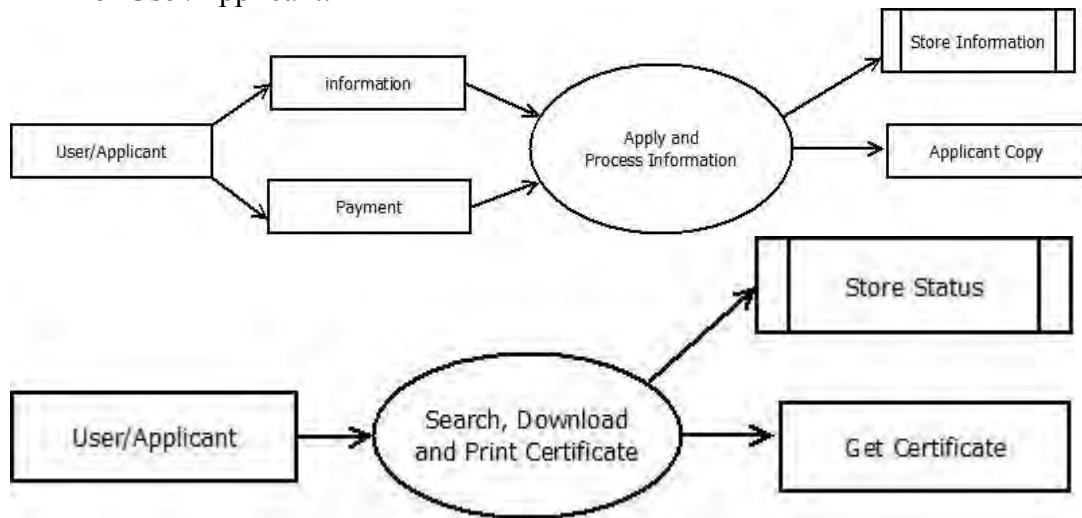 Store Information
information
User/Applicant
Apply and
Process Information
Applicant Copy
Payment
Store Status
User/Applicant
Search, Download
and Print Certificate
Get Certificate